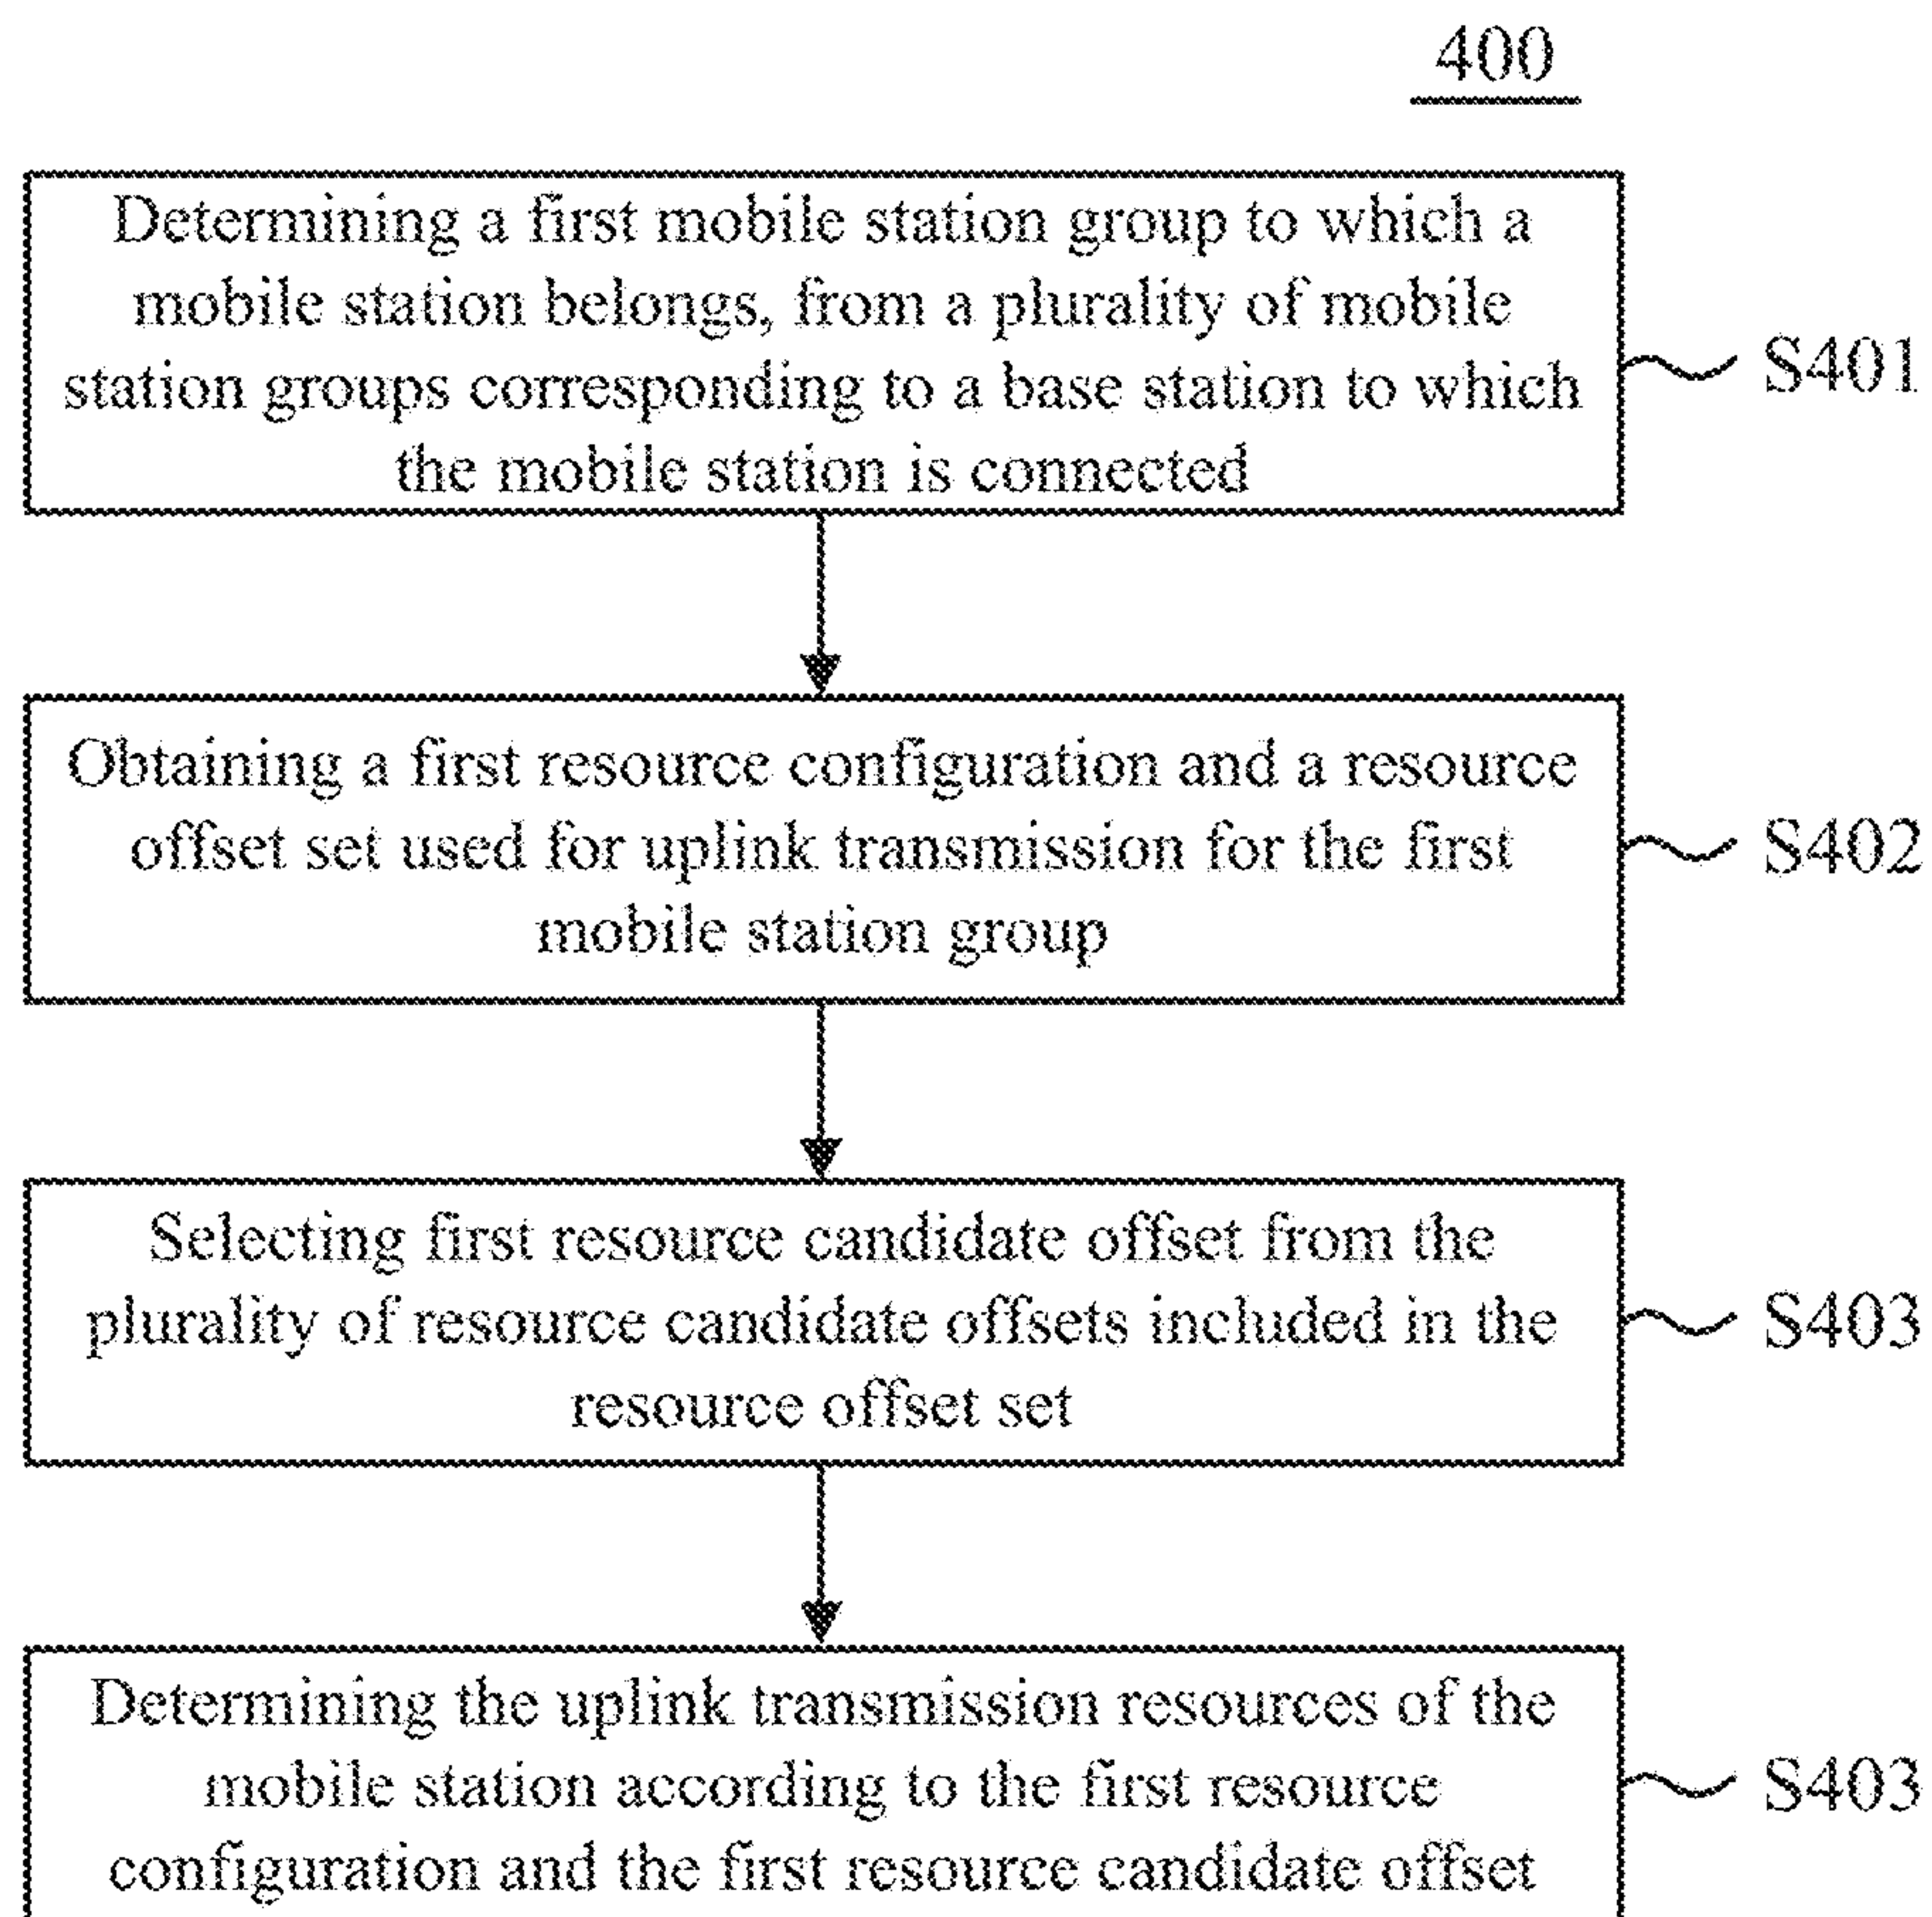 400
Determining a first mobile station group to which a
mobile station belongs, from a plurality of mobile
station groups corresponding to a base station to which
the mobile station is connected
S401
Obtaining a first resource configuration and a resource
offset set used for uplink transmission for the first
mobile station group
S402
Selecting first resource candidate offset from the
plurality of resource candidate offsets included in the
resource offset set
S403
Determining the uplink transmission resources of the
mobile station according to the first resource
configuration and the first resource candidate offset
S403